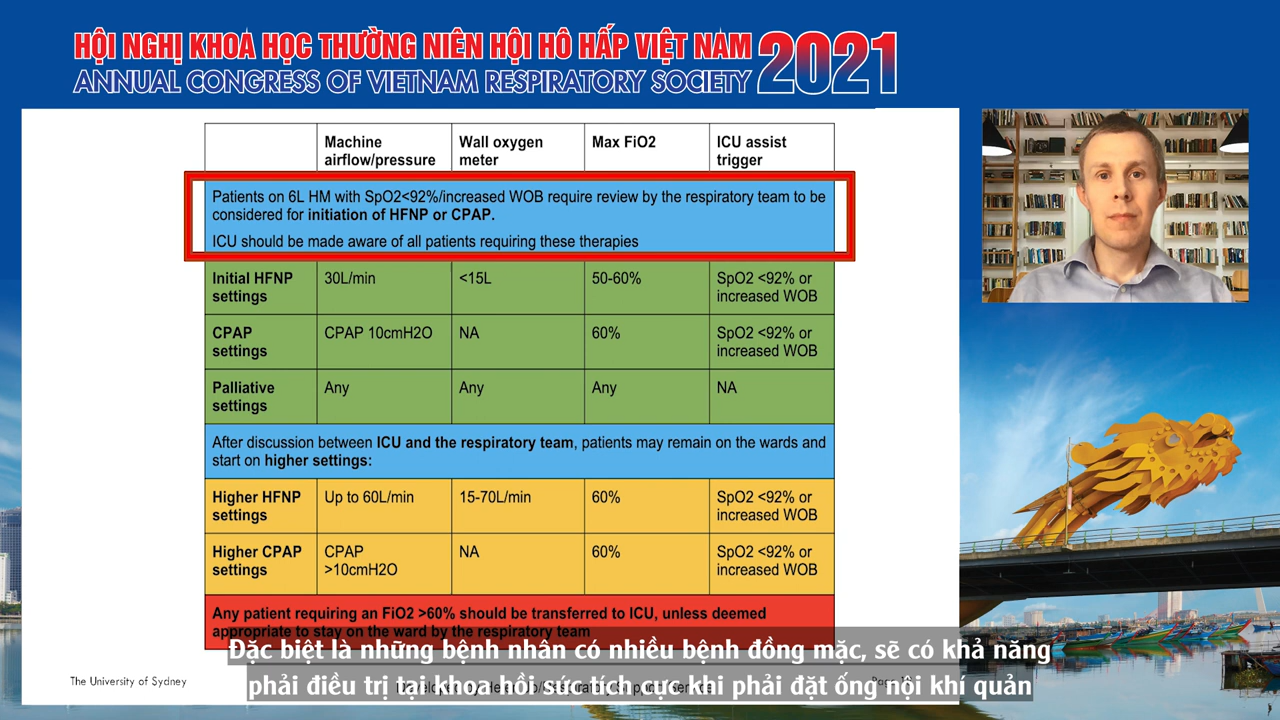 HỘI NGHỊ KHOA HỌC THƯỜNG NIÊN HỘI HÔ HẤP VIỆT NAM 2021
ANNUAL CONGRESS OF VIETNAM RESPIRATORY SOCIETY
Machine airflow/pressure
Wall oxygen meter
Max FiO2
ICU assist trigger
Patients on 6L HM with SpO2<92%/increased WOB require review by the respiratory team to be
considered for initiation of HFNP or CPAP.
ICU should be made aware of all patients requiring these therapies
Initial HFNP settings
30L/min
<15L
50-60%
SpO2 <92% or increased WOB
CPAP settings
CPAP 10cmH2O
NA
60%
SpO2 <92% or increased WOB
Palliative settings
Any
Any
Any
NA
After discussion between ICU and the respiratory team, patients may remain on the wards and
start on higher settings:
Higher HFNP settings
Up to 60L/min
15-70L/min
60%
SpO2 <92% or increased WOB
Higher CPAP settings
CPAP >10cmH2O
NA
60%
SpO2 <92% or increased WOB
Any patient requiring an FiO2 >60% should be transferred to ICU, unless deemed
appropriate to stay on the ward by the respiratory team
Đặc biệt là những bệnh nhân có nhiều bệnh đồng mặc, sẽ có khả năng
phải điều trị tại khoa hồi sức tích cực khi phải đặt ống nội khí quản
The University of Sydney